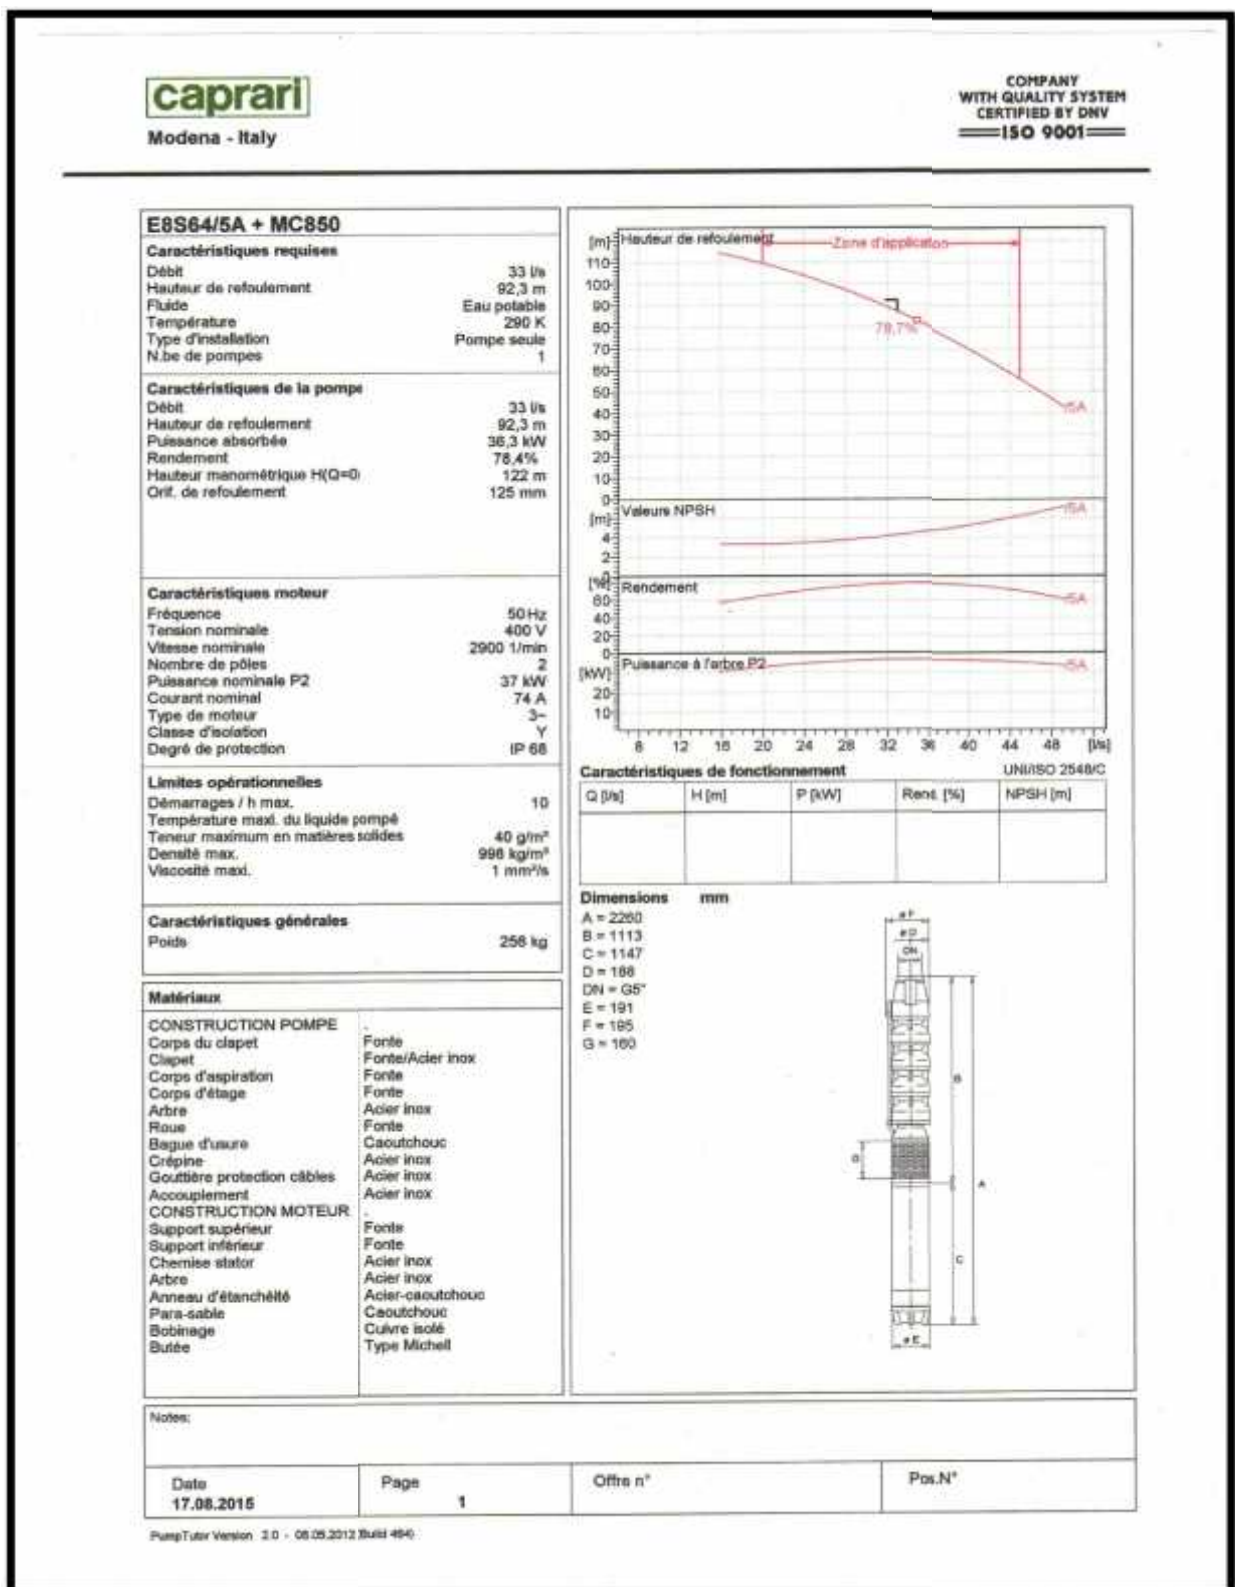 caprari
Modena - Italy
COMPANY
WITH QUALITY SYSTEM
CERTIFIED BY DNV
ISO 9001
E8S64/5A + MC850
Caractéristiques requises
Débit 33 l/s
Hauteur de refoulement 92,3 m
Fluide Eau potable
Température 290 K
Type d'installation Pompe seule
N.be de pompes 1
Caractéristiques de la pompe
Débit 33 l/s
Hauteur de refoulement 92,3 m
Puissance absorbée 36,3 kW
Rendement 78,4%
Hauteur manométrique H(Q=0) 122 m
Orif. de refoulement 125 mm
Caractéristiques moteur
Fréquence 50 Hz
Tension nominale 400 V
Vitesse nominale 2900 1/min
Nombre de pôles 2
Puissance nominale P2 37 kW
Courant nominal 74 A
Type de moteur 3~
Classe d'isolation Y
Degré de protection IP 68
Limites opérationnelles
Démarrages / h max. 10
Température maxi. du liquide pompé
Teneur maximum en matières solides 40 g/m³
Densité max. 998 kg/m³
Viscosité maxi. 1 mm²/s
Caractéristiques générales
Poids 256 kg
Matériaux
CONSTRUCTION POMPE .
Corps du clapet Fonte
Clapet Fonte/Acier inox
Corps d'aspiration Fonte
Corps d'étage Fonte
Arbre Acier inox
Roue Fonte
Bague d'usure Caoutchouc
Crépine Acier inox
Gouttière protection câbles Acier inox
Accouplement Acier inox
CONSTRUCTION MOTEUR .
Support supérieur Fonte
Support inférieur Fonte
Chemise stator Acier inox
Arbre Acier inox
Anneau d'étanchéité Acier-caoutchouc
Para-sable Caoutchouc
Bobinage Cuivre isolé
Butée Type Michell
[m] Hauteur de refoulement Zone d'application
110
100
90
80 78,7%
70
60
50
40 /5A
30
20
10
0
[m] Valeurs NPSH /5A
4
2
0
[%] Rendement
60 /5A
40
20
0
[kW] Puissance à l'arbre P2 /5A
20
10
8 12 16 20 24 28 32 36 40 44 48 [l/s]
Caractéristiques de fonctionnement UNI/ISO 2548/C
Q [l/s] H [m] P [kW] Rend. [%] NPSH [m]
Dimensions mm
A = 2260
B = 1113
C = 1147
D = 188
DN = G5"
E = 191
F = 195
G = 160
ø F
ø D
DN
B
G
A
C
ø E
Notes:
Date Page Offre n° Pos.N°
17.08.2015 1
PumpTutor Version 2.0 - 08.05.2012 (Build 464)